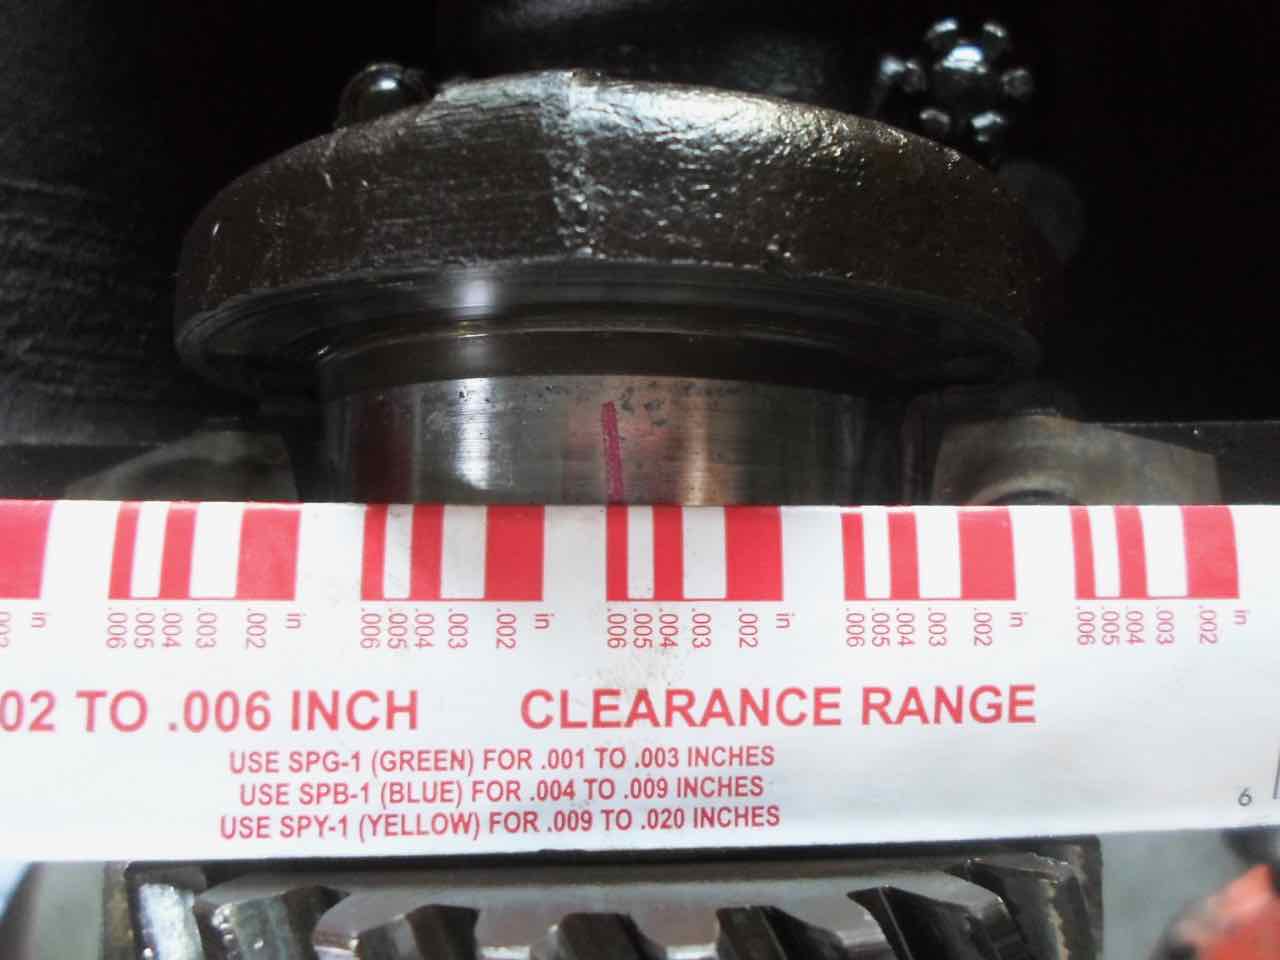 .002 in .006 .005 .004 .003 .002 in .006 .005 .004 .003 .002 in .006 .005 .004 .003 .002 in .006 .005 .004 .003 .002 in .006 .005 .004 .003 .002 in
02 TO .006 INCH CLEARANCE RANGE
USE SPG-1 (GREEN) FOR .001 TO .003 INCHES
USE SPB-1 (BLUE) FOR .004 TO .009 INCHES
USE SPY-1 (YELLOW) FOR .009 TO .020 INCHES
6